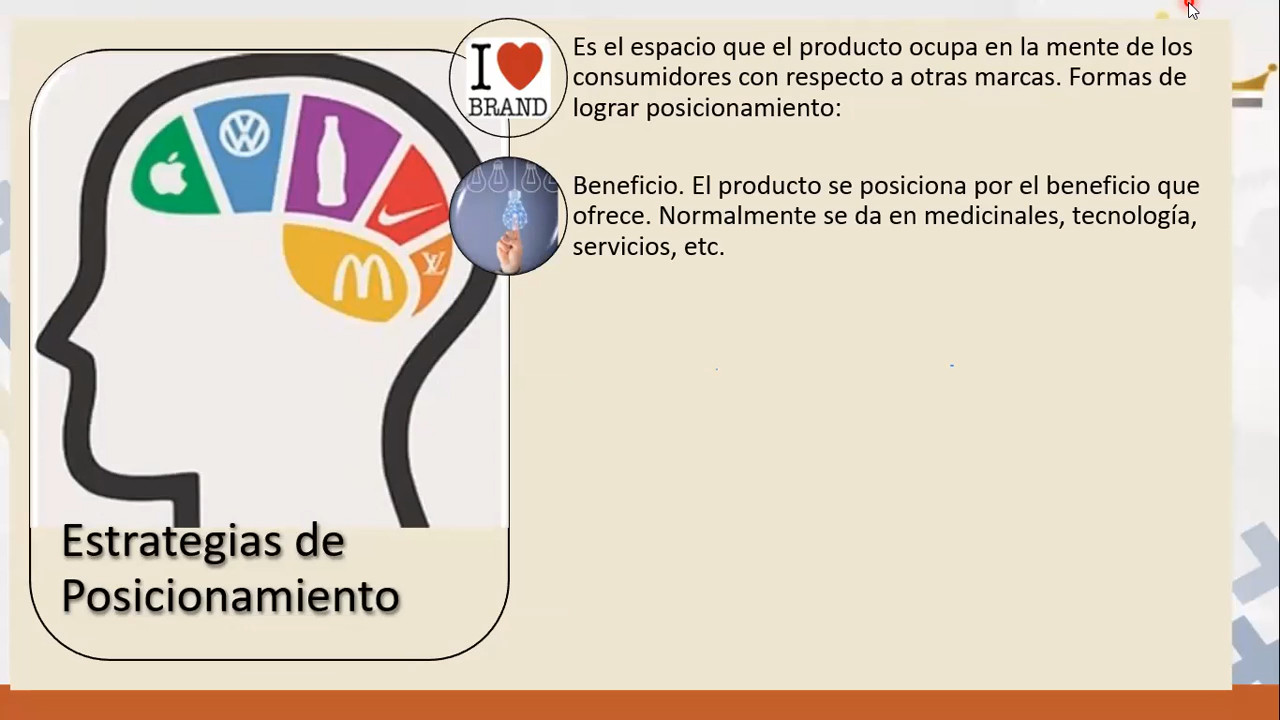 I
BRAND
Es el espacio que el producto ocupa en la mente de los
consumidores con respecto a otras marcas. Formas de
lograr posicionamiento:
Beneficio. El producto se posiciona por el beneficio que
ofrece. Normalmente se da en medicinales, tecnología,
servicios, etc.
Estrategias de
Posicionamiento